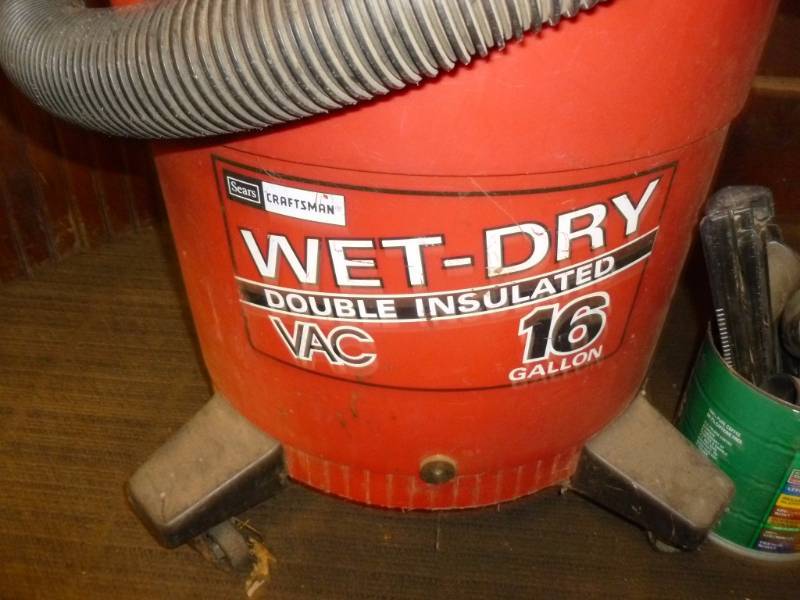 Sears CRAFTSMAN
WET-DRY
DOUBLE INSULATED
VAC 16
GALLON